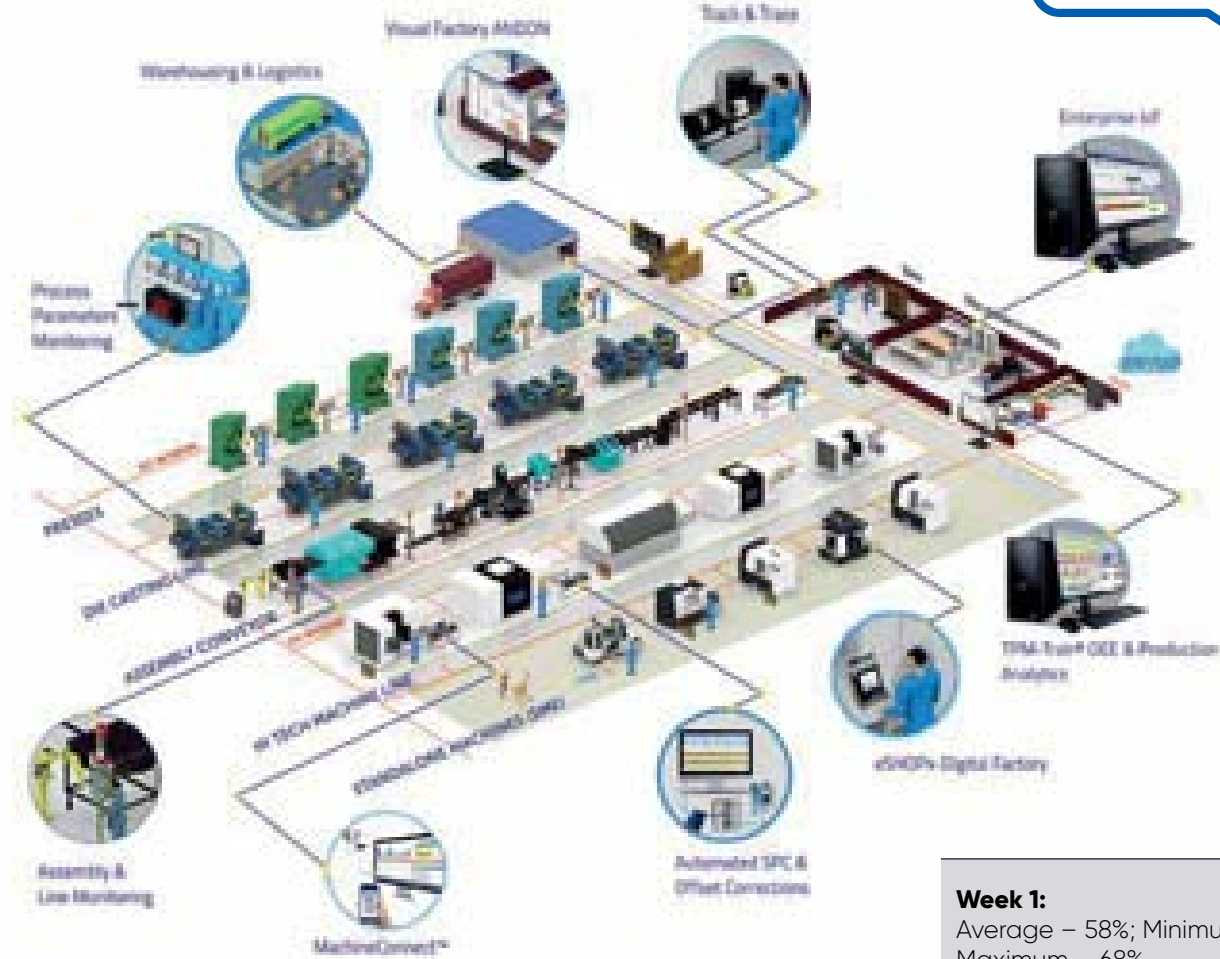 Track & Trace
Visual Factory ANDON
Warehousing & Logistics
Enterprise IoT
Process
Parameters
Monitoring
PRESSES
DIE CASTING LINE
ASSEMBLY CONVEYOR
HI TECH MACHINE LINE
STANDALONE MACHINES
TPM-Trak® OEE & Production
Analytics
eSHOPx Digital Factory
Automated SPC &
Offset Corrections
Assembly &
Line Monitoring
MachineConnect™
Week 1:
Average – 58%; Minimu
Maximum – 68%